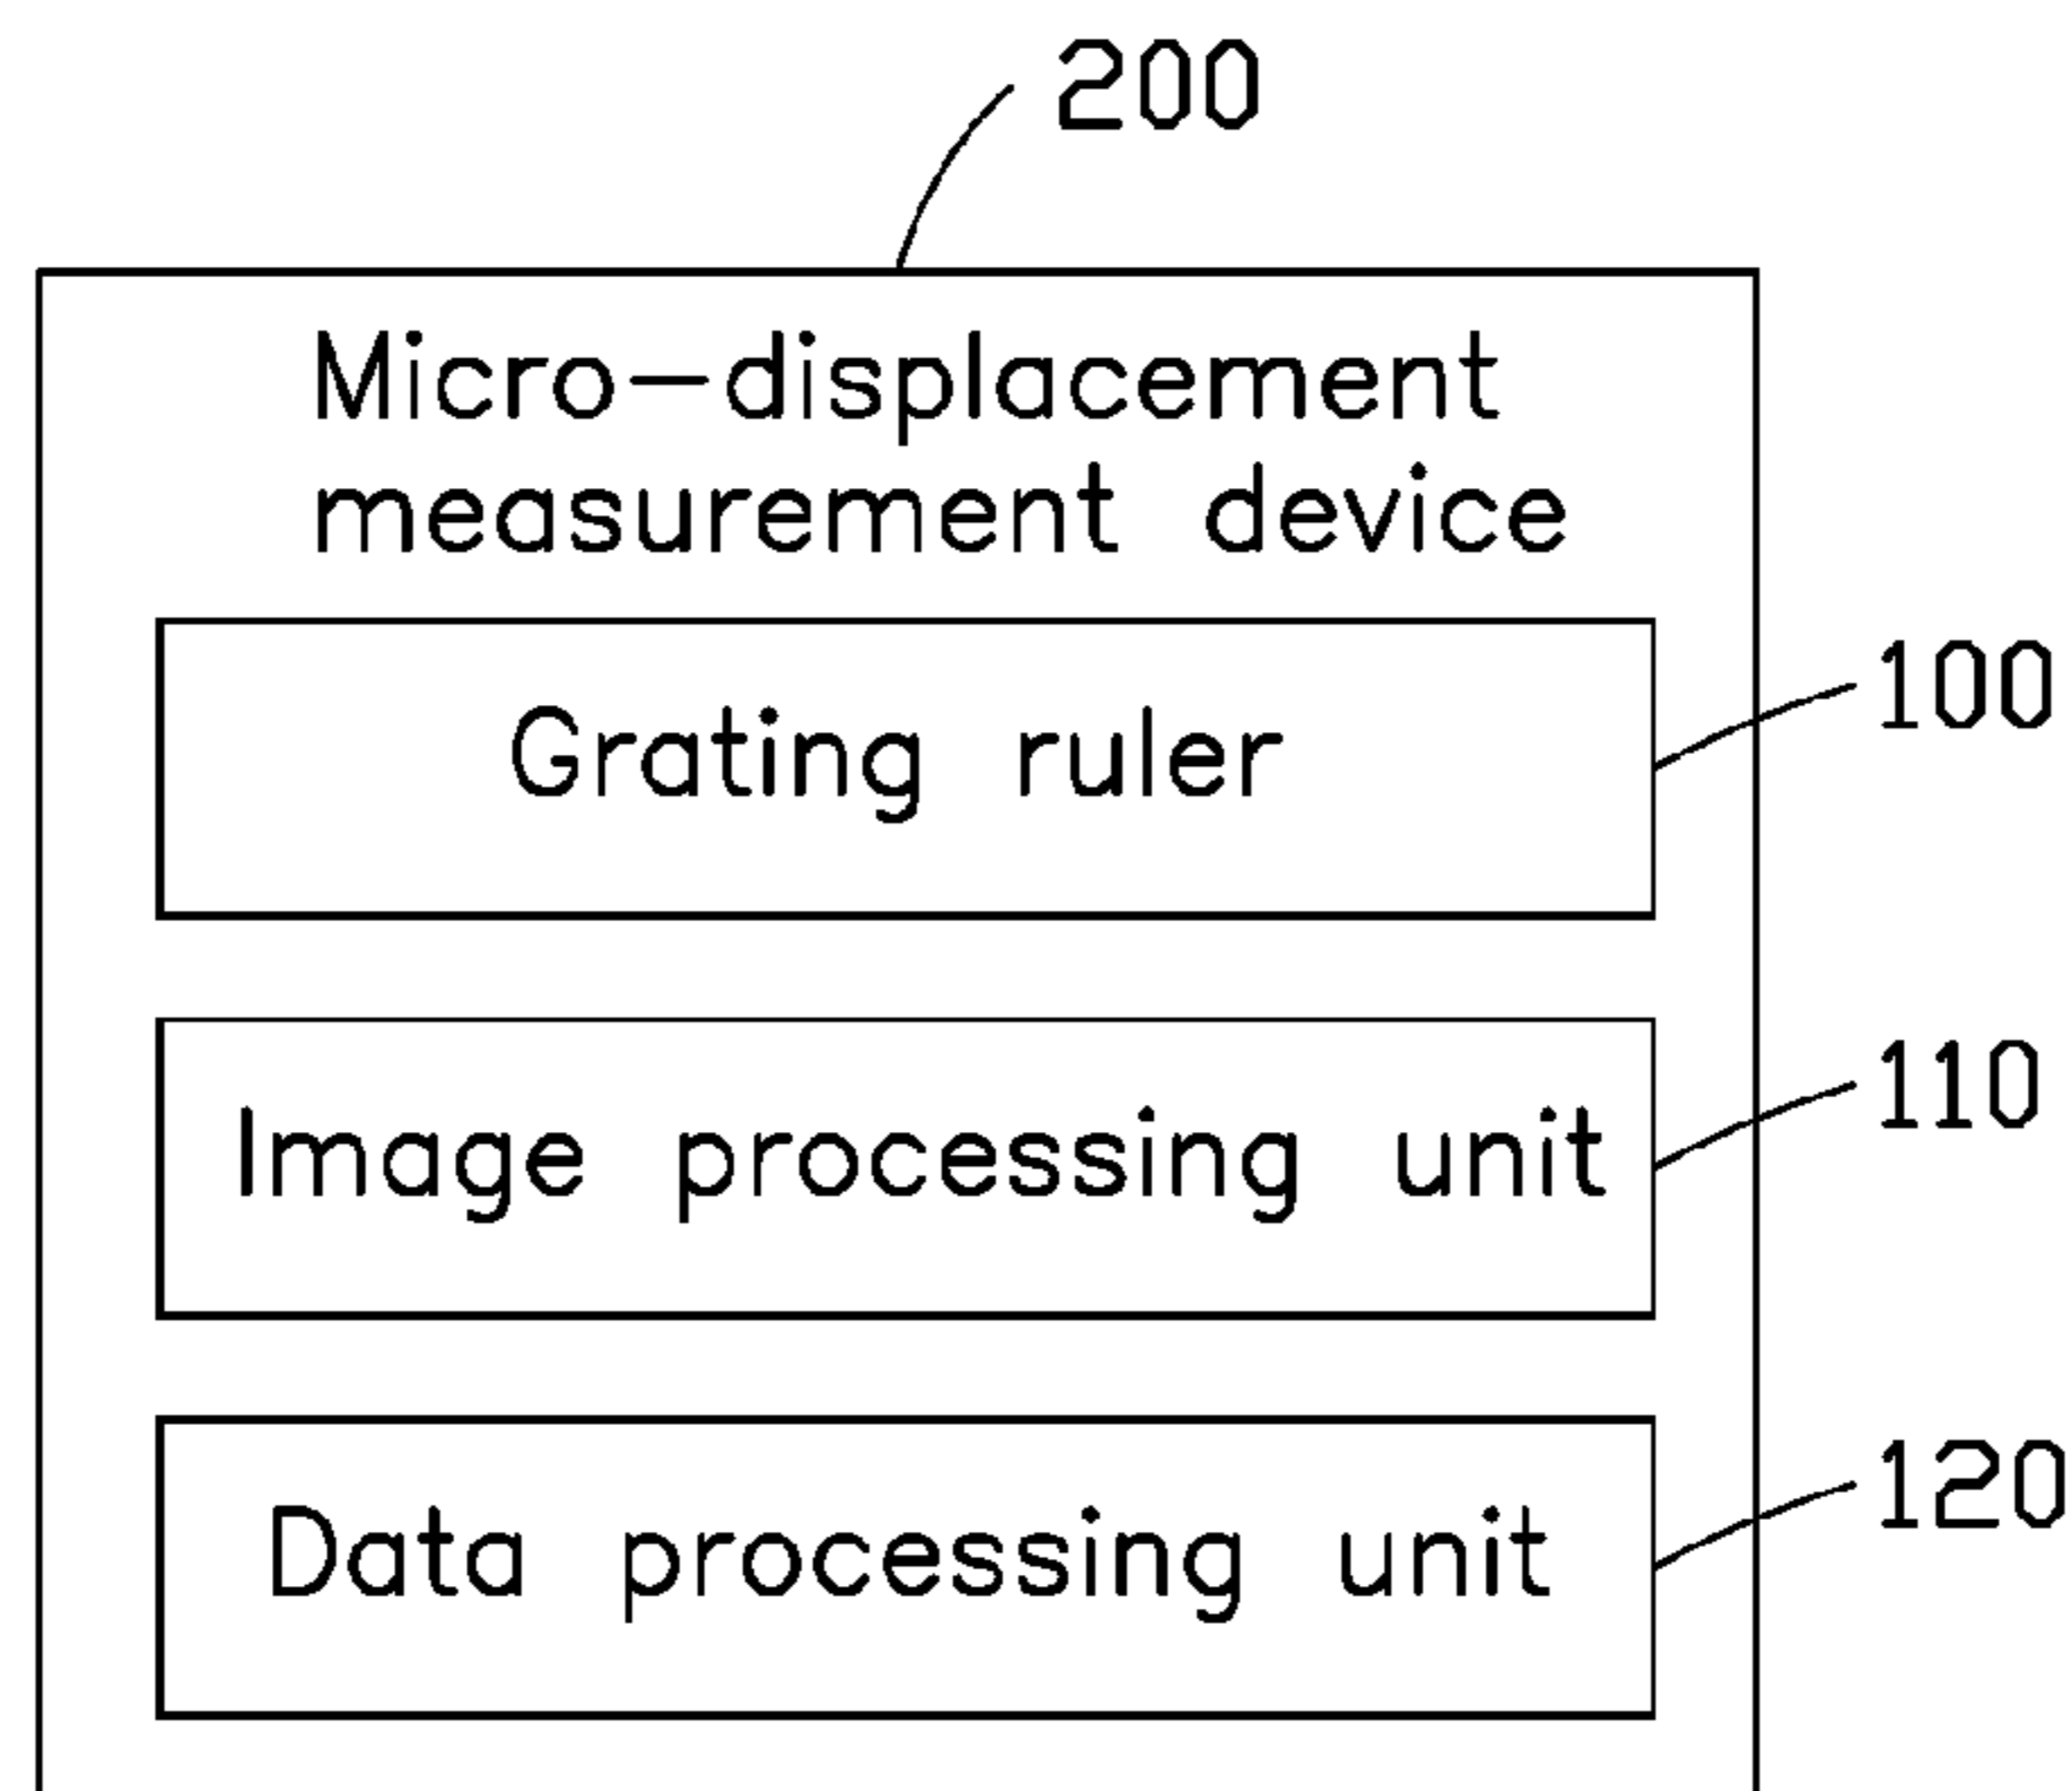 200
Micro-displacement
measurement device
Grating ruler
100
Image processing unit
110
Data processing unit
120